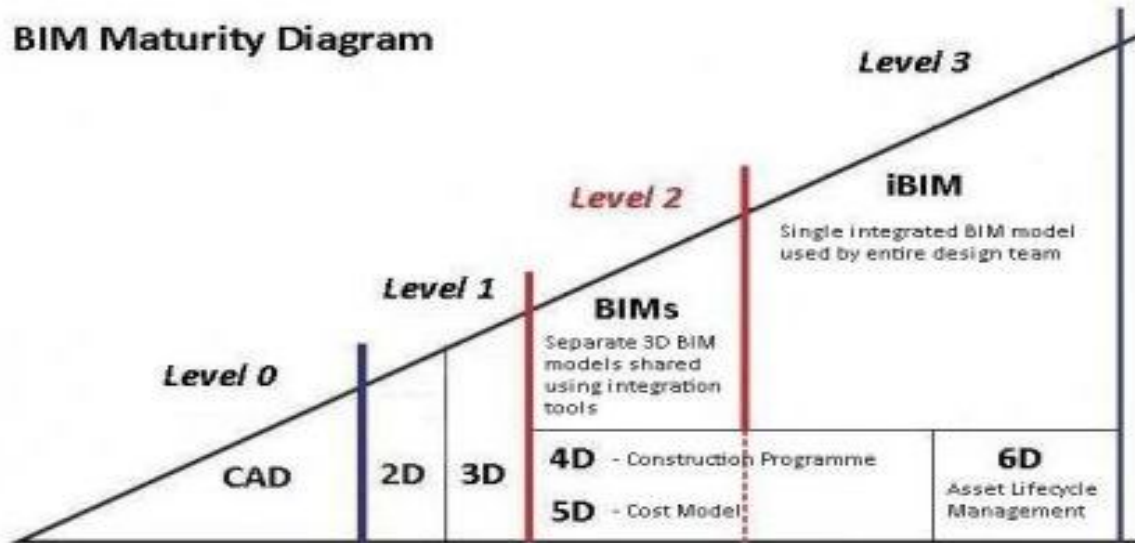 BIM Maturity Diagram
Level 3
iBIM
Single integrated BIM model
used by entire design team
Level 2
BIMs
Separate 3D BIM
models shared
using integration
tools
Level 1
Level 0
CAD
2D
3D
4D - Construction Programme
5D - Cost Model
6D
Asset Lifecycle
Management